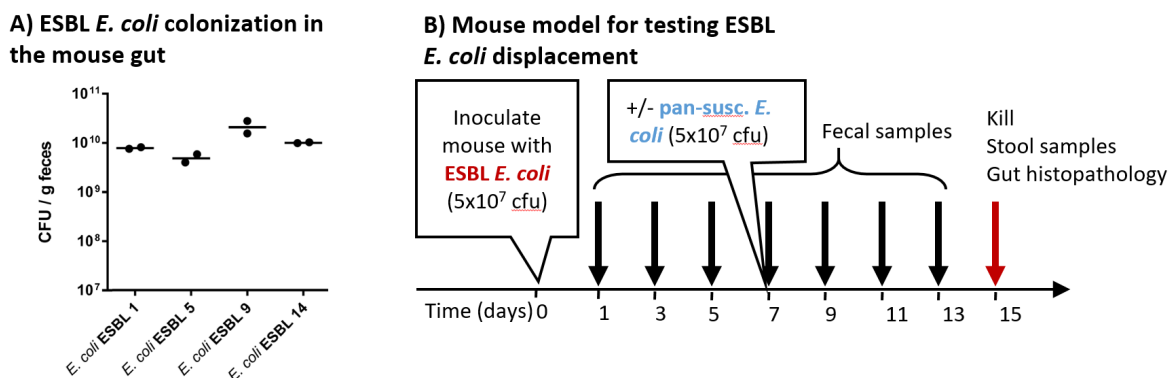 A) ESBL E. coli colonization in
the mouse gut
CFU / g feces
10¹¹
10¹⁰
10⁹
10⁸
10⁷
E. coli ESBL 1
E. coli ESBL 5
E. coli ESBL 9
E. coli ESBL 14
B) Mouse model for testing ESBL
E. coli displacement
Inoculate
mouse with
ESBL E. coli
(5x10⁷ cfu)
+/- pan-susc. E.
coli (5x10⁷ cfu)
Fecal samples
Kill
Stool samples
Gut histopathology
Time (days) 0 1 3 5 7 9 11 13 15